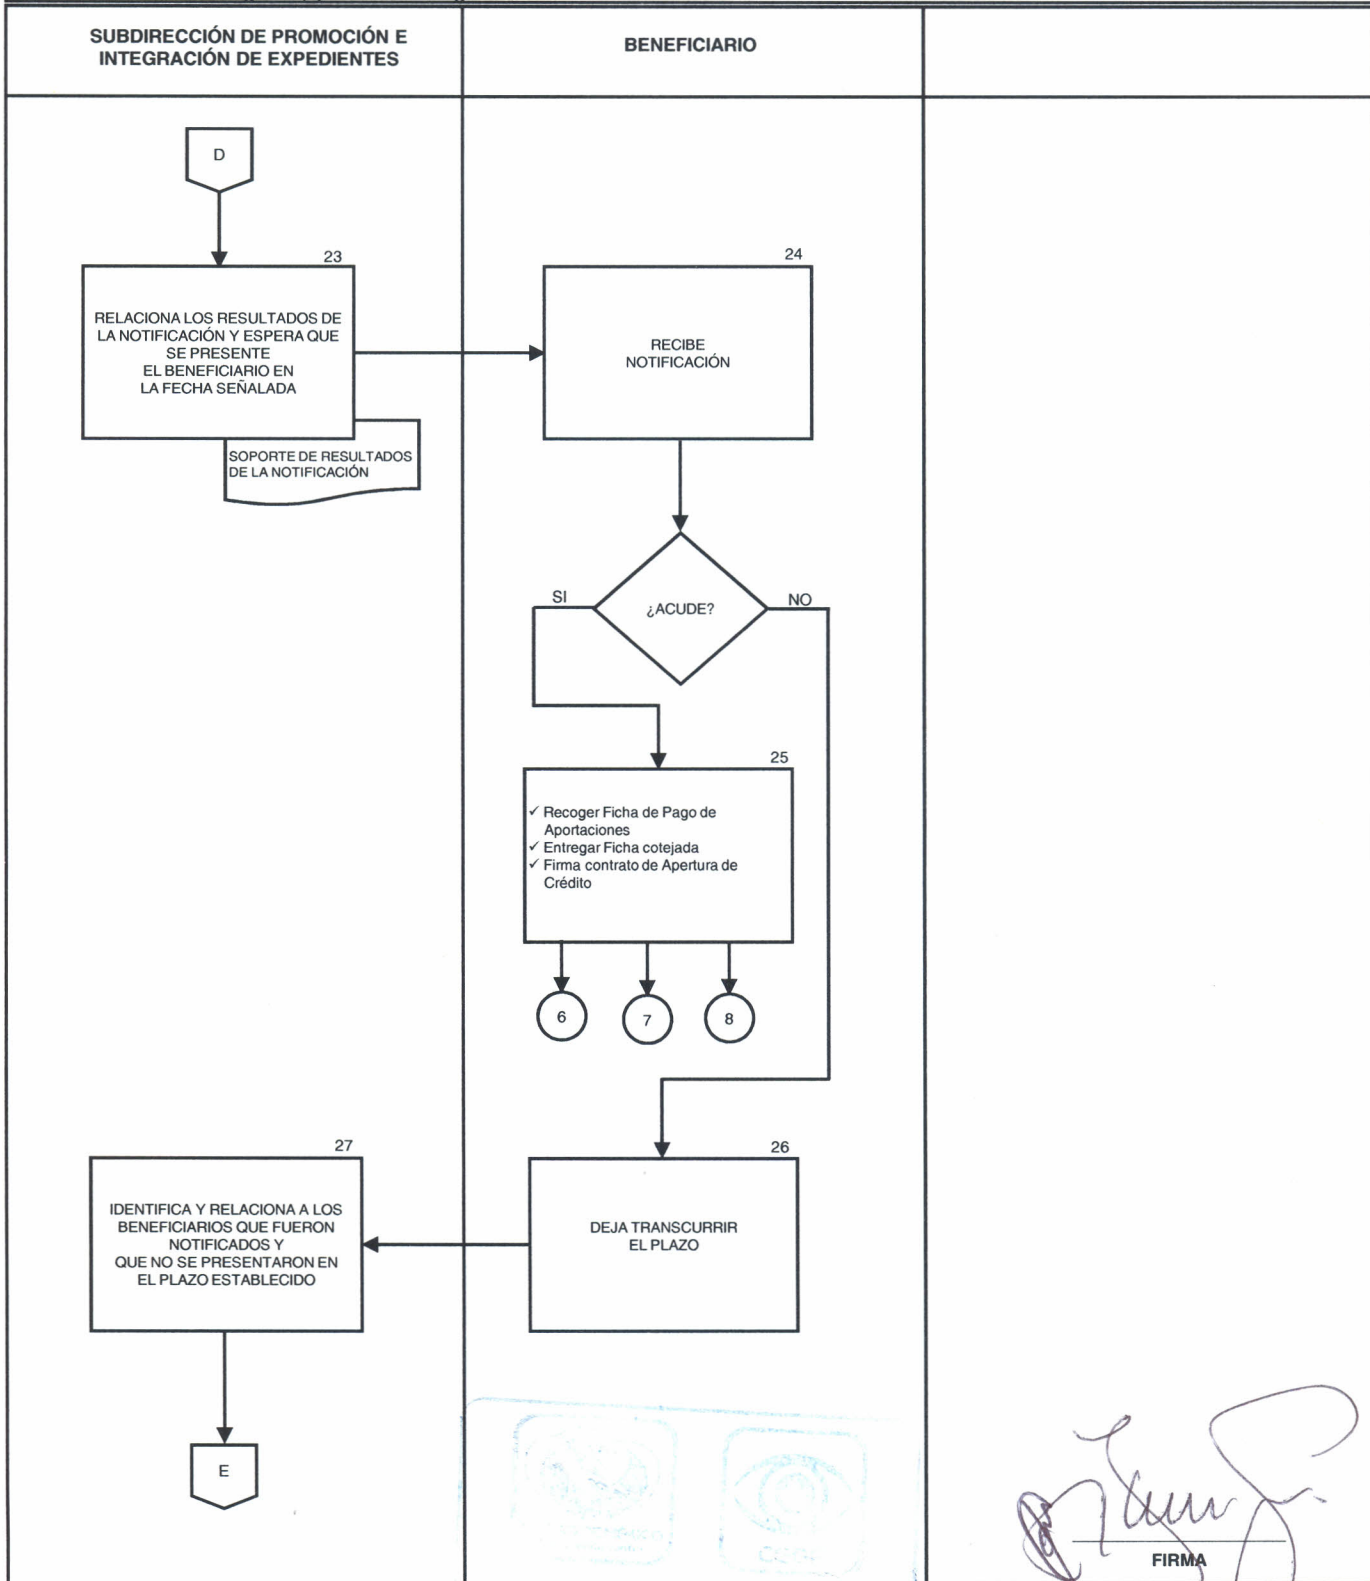 SUBDIRECCIÓN DE PROMOCIÓN E
INTEGRACIÓN DE EXPEDIENTES
BENEFICIARIO
D
23
RELACIONA LOS RESULTADOS DE
LA NOTIFICACIÓN Y ESPERA QUE
SE PRESENTE
EL BENEFICIARIO EN
LA FECHA SEÑALADA
SOPORTE DE RESULTADOS
DE LA NOTIFICACIÓN
24
RECIBE
NOTIFICACIÓN
¿ACUDE?
SI
NO
25
✓ Recoger Ficha de Pago de
Aportaciones
✓ Entregar Ficha cotejada
✓ Firma contrato de Apertura de
Crédito
6
7
8
27
IDENTIFICA Y RELACIONA A LOS
BENEFICIARIOS QUE FUERON
NOTIFICADOS Y
QUE NO SE PRESENTARON EN
EL PLAZO ESTABLECIDO
26
DEJA TRANSCURRIR
EL PLAZO
E
FIRMA